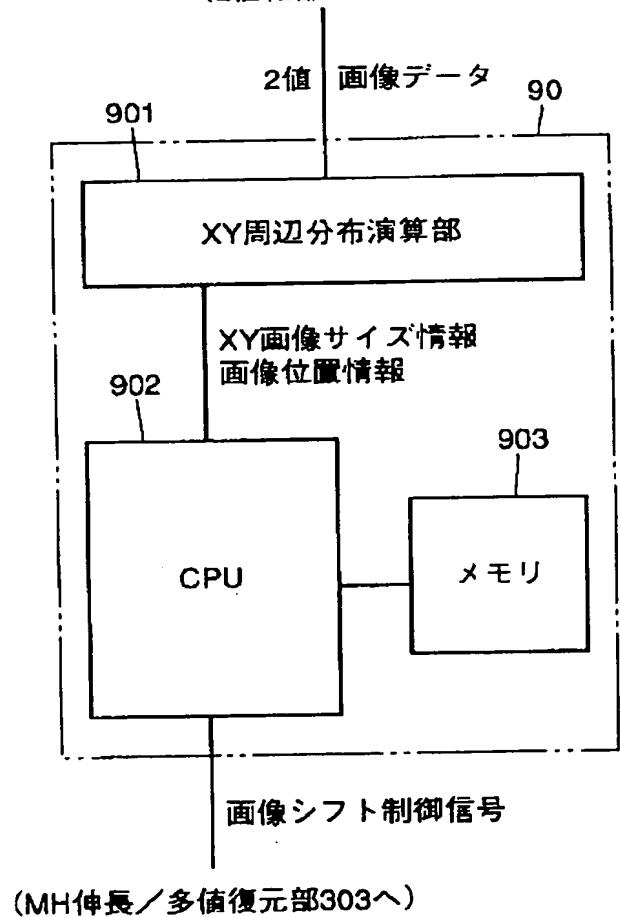 2値 画像データ
90
901
XY周辺分布演算部
XY画像サイズ情報
画像位置情報
902
903
CPU
メモリ
画像シフト制御信号
(MH伸長／多値復元部303へ)